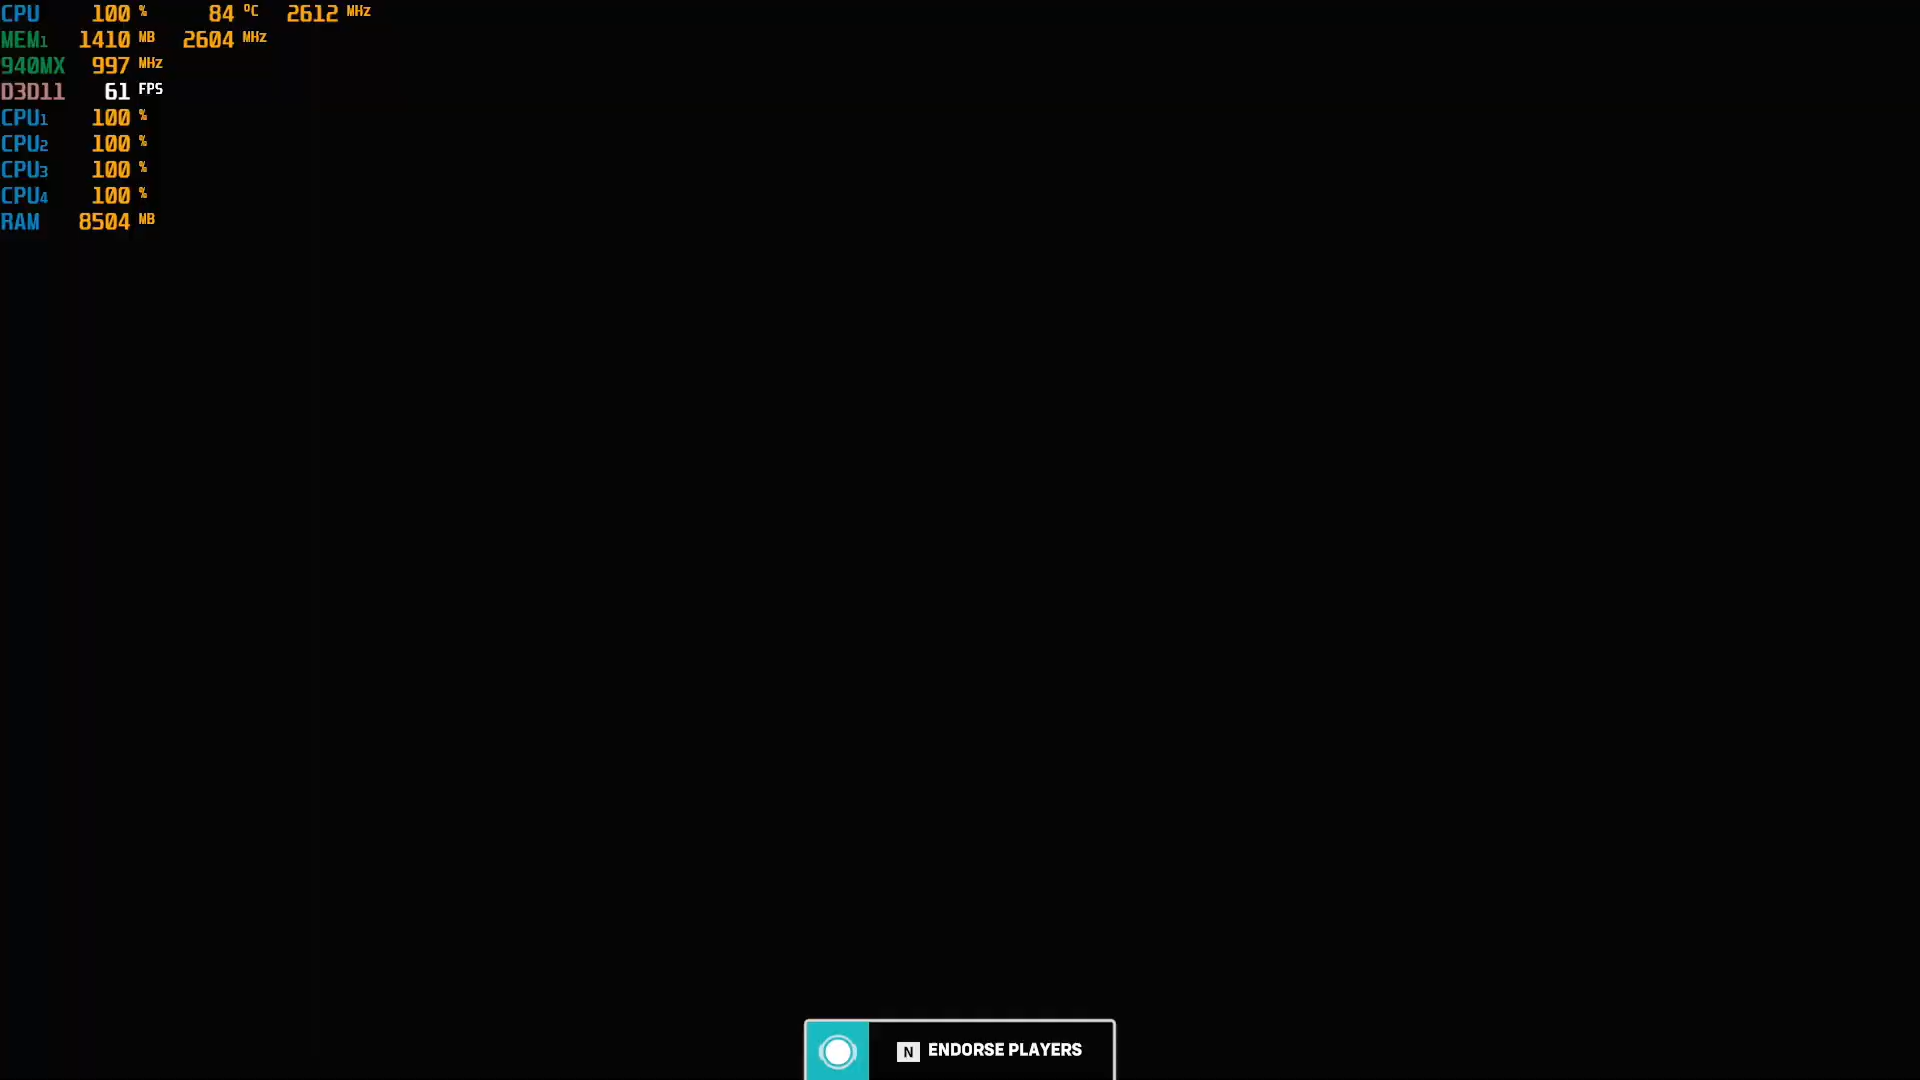 CPU 100 % 84 °C 2612 MHz
MEM1 1410 MB 2604 MHz
940MX 997 MHz
D3D11 61 FPS
CPU1 100 %
CPU2 100 %
CPU3 100 %
CPU4 100 %
RAM 8504 MB
N ENDORSE PLAYERS